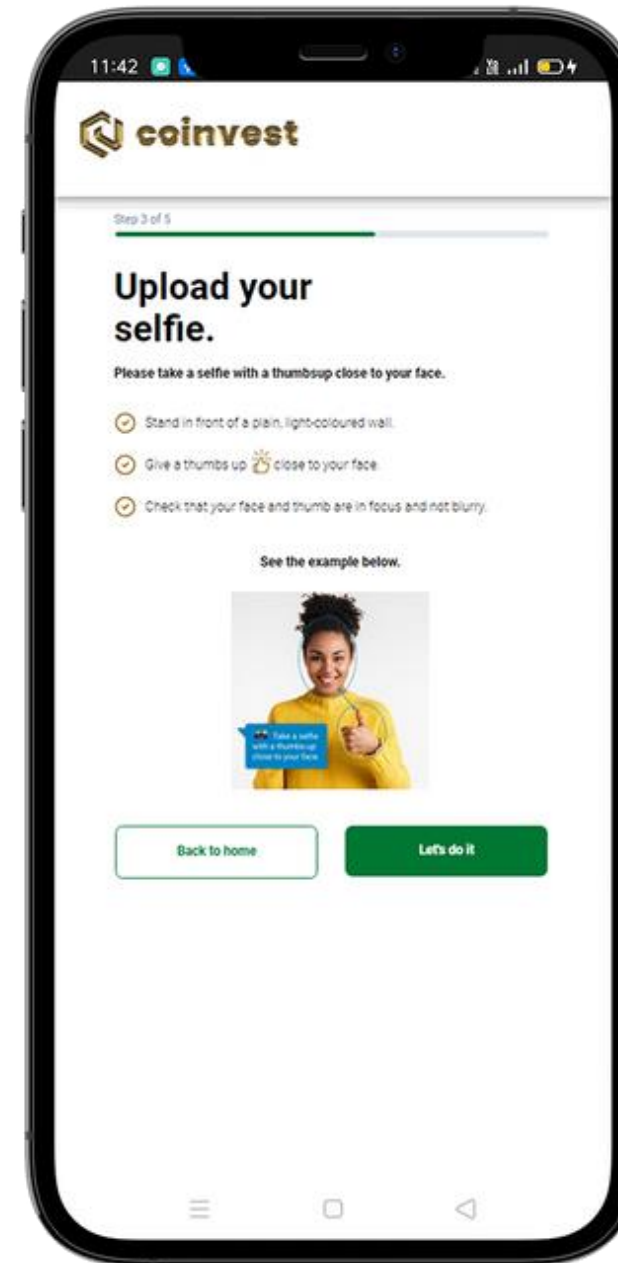 11:42
coinvest
Step 3 of 5
Upload your
selfie.
Please take a selfie with a thumbsup close to your face.
Stand in front of a plain, light-coloured wall.
Give a thumbs up close to your face.
Check that your face and thumb are in focus and not blurry.
See the example below.
Take a selfie
with a thumbs up
close to your face
Back to home
Let's do it